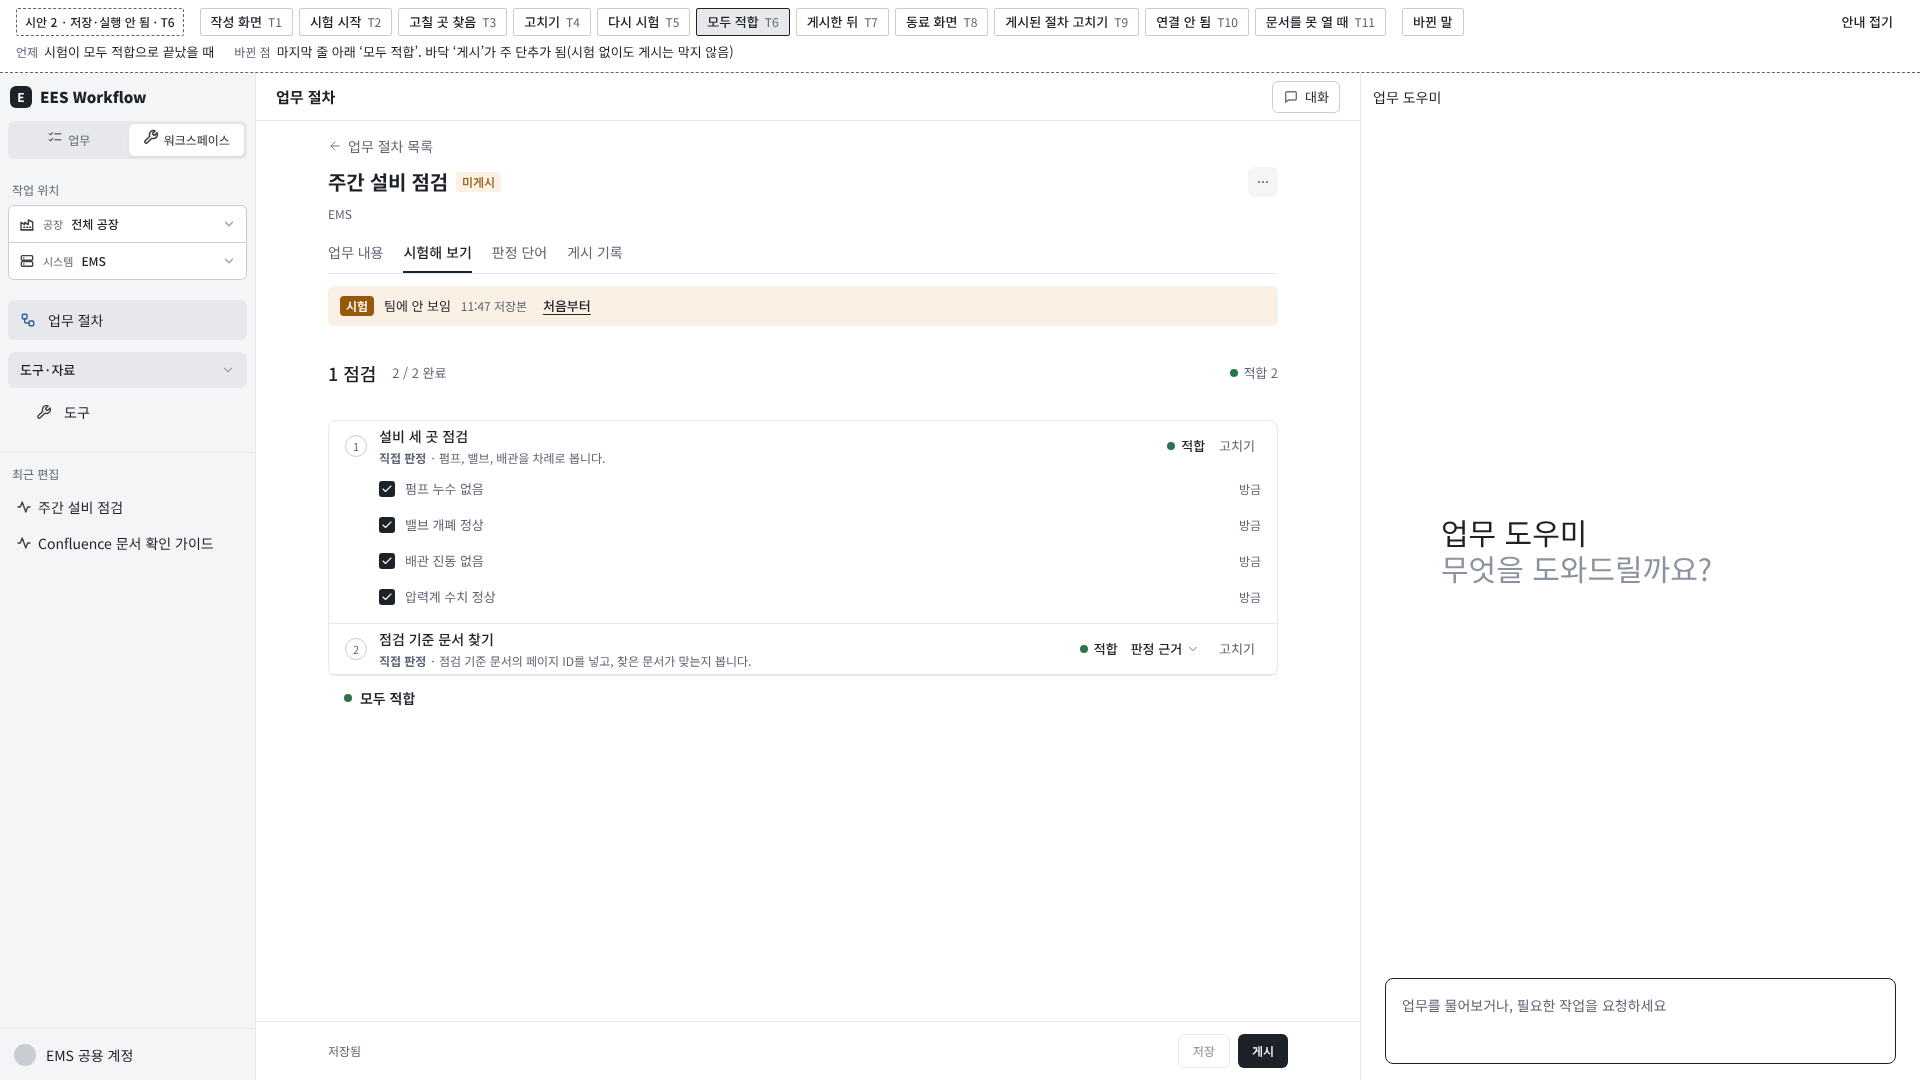 시안 2 · 저장·실행 안 됨 · T6
작성 화면 T1
시험 시작 T2
고칠 곳 찾음 T3
고치기 T4
다시 시험 T5
모두 적합 T6
게시한 뒤 T7
동료 화면 T8
게시된 절차 고치기 T9
연결 안 됨 T10
문서를 못 열 때 T11
바뀐 말
안내 접기
언제 시험이 모두 적합으로 끝났을 때 바뀐 점 마지막 줄 아래 ‘모두 적합’. 바닥 ‘게시’가 주 단추가 됨(시험 없이도 게시는 막지 않음)
E EES Workflow
업무
워크스페이스
작업 위치
공장 전체 공장
시스템 EMS
업무 절차
도구·자료
도구
최근 편집
주간 설비 점검
Confluence 문서 확인 가이드
EMS 공용 계정
업무 절차
대화
업무 절차 목록
주간 설비 점검 미게시
···
EMS
업무 내용
시험해 보기
판정 단어
게시 기록
시험 팀에 안 보임 11:47 저장본 처음부터
1 점검 2 / 2 완료
적합 2
1 설비 세 곳 점검
직접 판정 · 펌프, 밸브, 배관을 차례로 봅니다.
적합 고치기
펌프 누수 없음 방금
밸브 개폐 정상 방금
배관 진동 없음 방금
압력계 수치 정상 방금
2 점검 기준 문서 찾기
직접 판정 · 점검 기준 문서의 페이지 ID를 넣고, 찾은 문서가 맞는지 봅니다.
적합 판정 근거 고치기
모두 적합
저장됨
저장
게시
업무 도우미
업무 도우미
무엇을 도와드릴까요?
업무를 물어보거나, 필요한 작업을 요청하세요